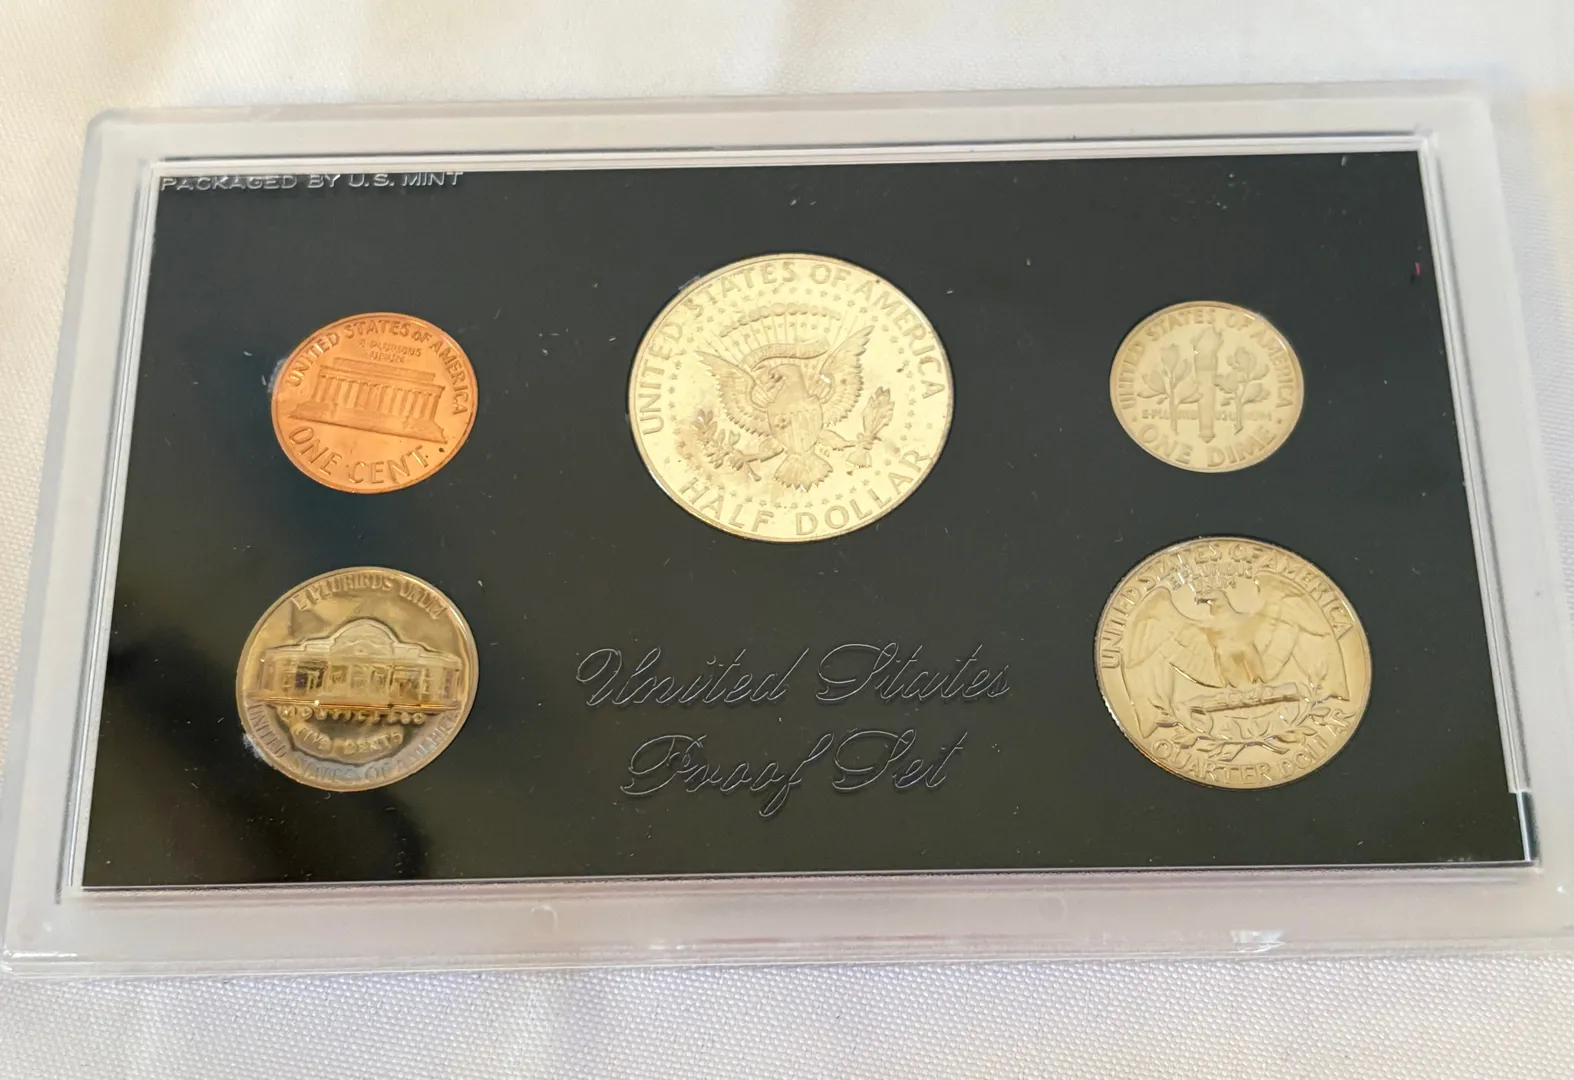 PACKAGED BY U.S. MINT
UNITED STATES OF AMERICA
E PLURIBUS
UNUM
ONE CENT
UNITED STATES OF AMERICA
HALF DOLLAR
UNITED STATES OF AMERICA
E PLURIBUS UNUM
ONE DIME
E PLURIBUS UNUM
MONTICELLO
FIVE CENTS
UNITED STATES OF AMERICA
United States
Proof Set
UNITED STATES OF AMERICA
QUARTER DOLLAR